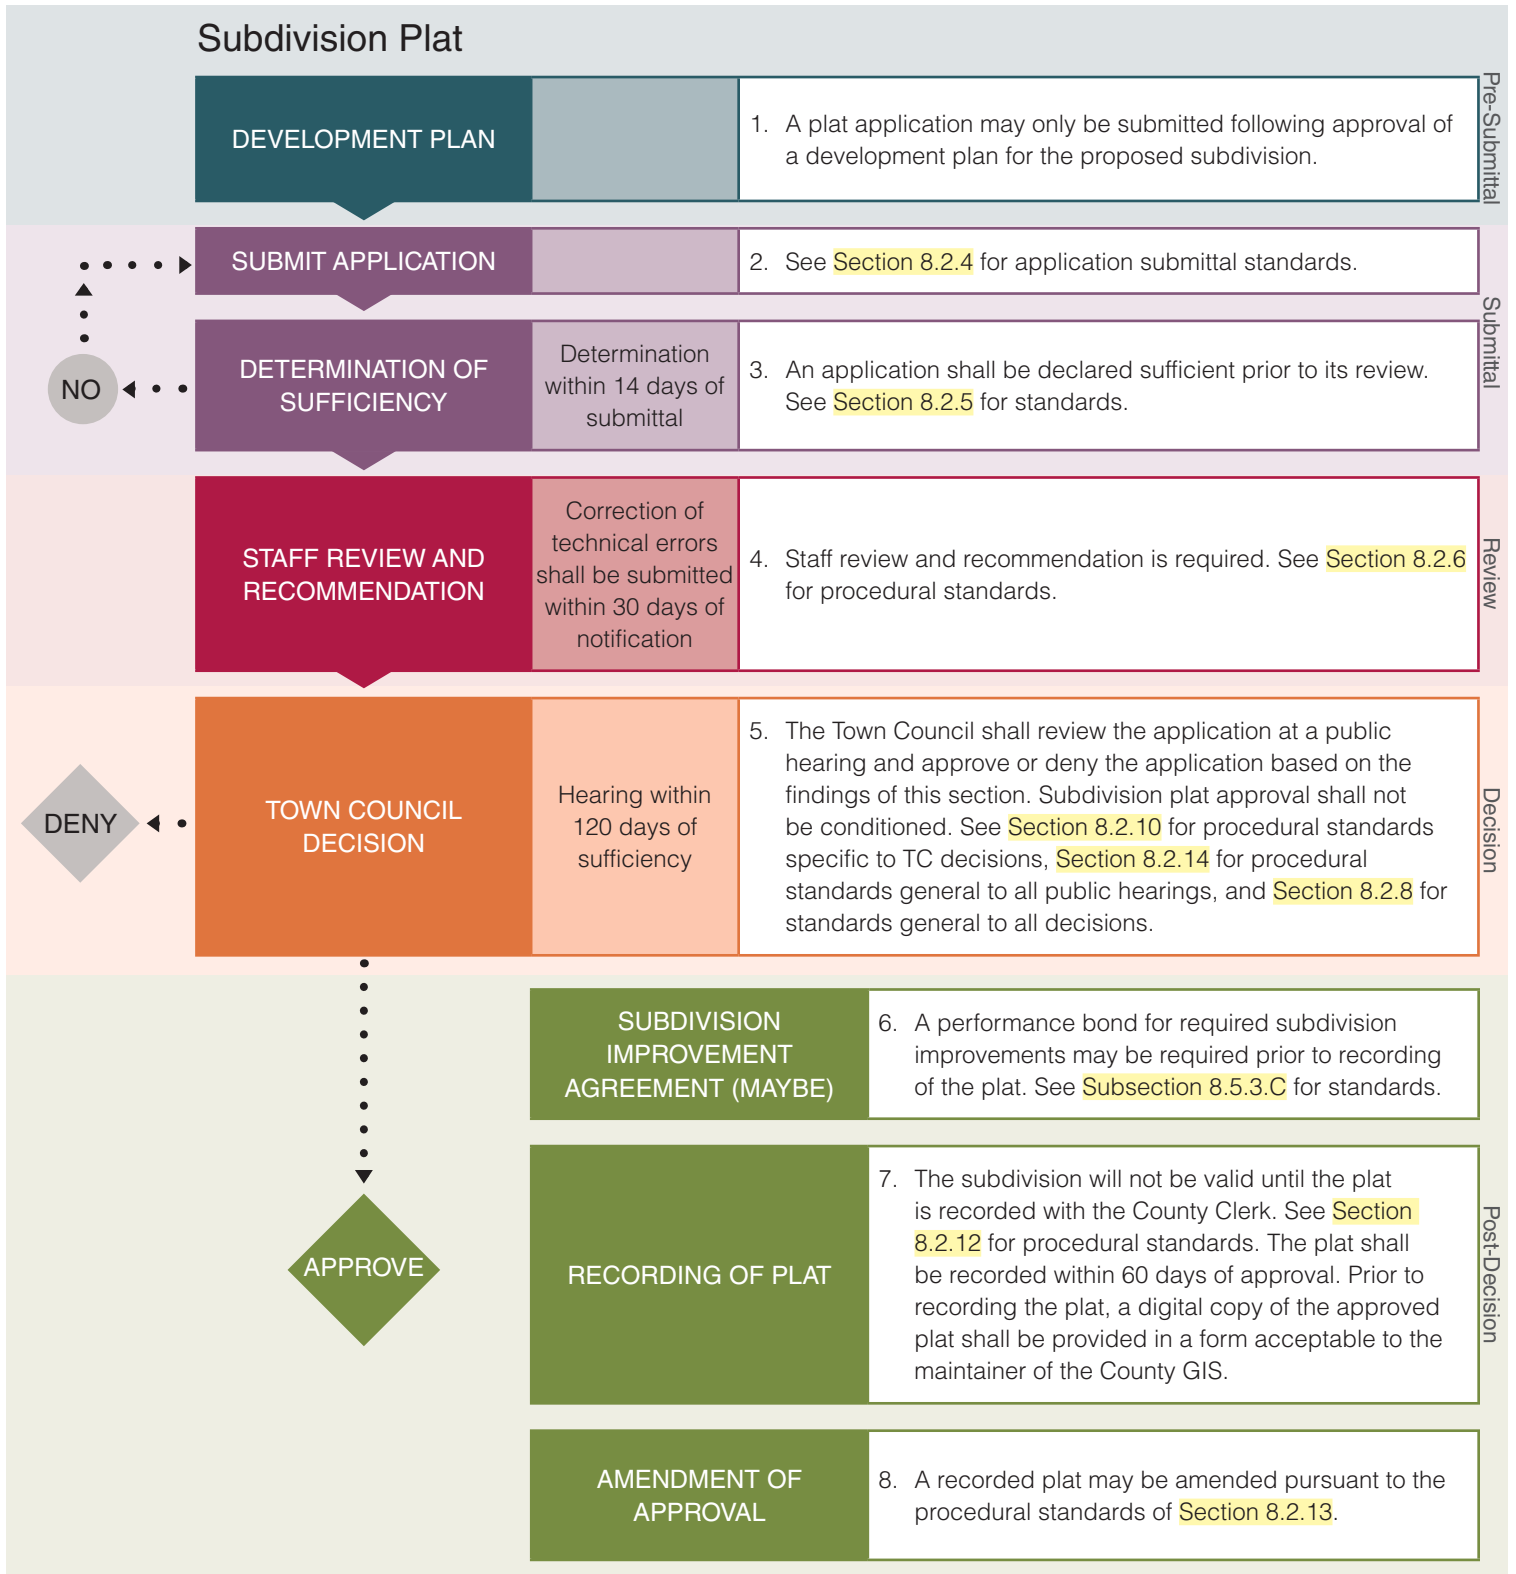 Subdivision Plat
Pre-Submittal
DEVELOPMENT PLAN
1. A plat application may only be submitted following approval of
a development plan for the proposed subdivision.
Submittal
SUBMIT APPLICATION
2. See Section 8.2.4 for application submittal standards.
NO
DETERMINATION OF
SUFFICIENCY
Determination
within 14 days of
submittal
3. An application shall be declared sufficient prior to its review.
See Section 8.2.5 for standards.
Review
STAFF REVIEW AND
RECOMMENDATION
Correction of
technical errors
shall be submitted
within 30 days of
notification
4. Staff review and recommendation is required. See Section 8.2.6
for procedural standards.
Decision
DENY
TOWN COUNCIL
DECISION
Hearing within
120 days of
sufficiency
5. The Town Council shall review the application at a public
hearing and approve or deny the application based on the
findings of this section. Subdivision plat approval shall not
be conditioned. See Section 8.2.10 for procedural standards
specific to TC decisions, Section 8.2.14 for procedural
standards general to all public hearings, and Section 8.2.8 for
standards general to all decisions.
Post-Decision
APPROVE
SUBDIVISION
IMPROVEMENT
AGREEMENT (MAYBE)
6. A performance bond for required subdivision
improvements may be required prior to recording
of the plat. See Subsection 8.5.3.C for standards.
RECORDING OF PLAT
7. The subdivision will not be valid until the plat
is recorded with the County Clerk. See Section
8.2.12 for procedural standards. The plat shall
be recorded within 60 days of approval. Prior to
recording the plat, a digital copy of the approved
plat shall be provided in a form acceptable to the
maintainer of the County GIS.
AMENDMENT OF
APPROVAL
8. A recorded plat may be amended pursuant to the
procedural standards of Section 8.2.13.